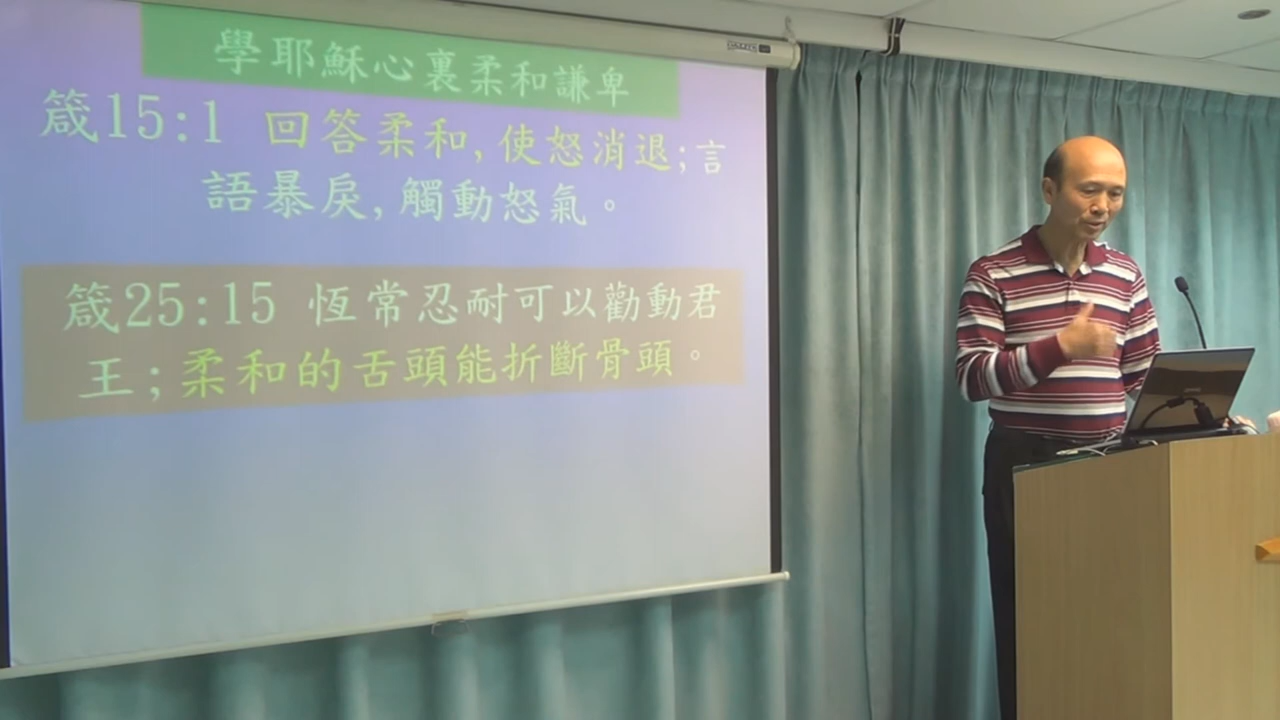 學耶穌心裏柔和謙卑
箴15:1 回答柔和,使怒消退;言
語暴戾,觸動怒氣。
箴25:15 恆常忍耐可以勸動君
王;柔和的舌頭能折斷骨頭。